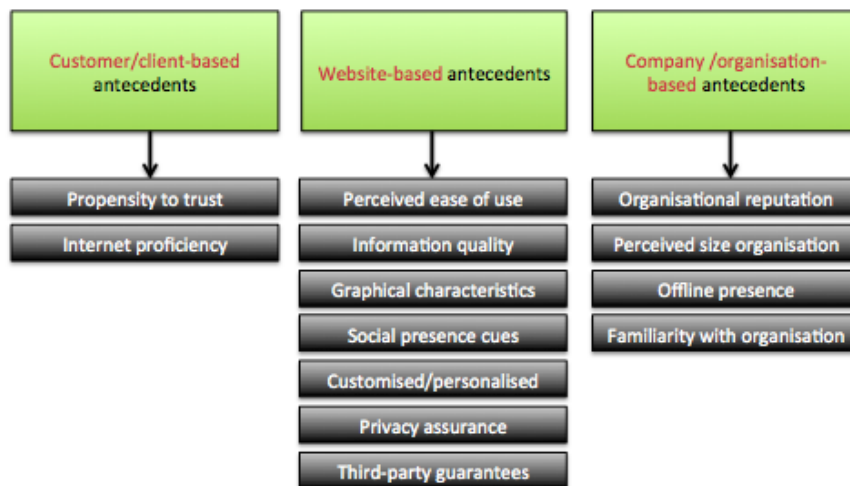 Customer/client-based
antecedents
Propensity to trust
Internet proficiency
Website-based antecedents
Perceived ease of use
Information quality
Graphical characteristics
Social presence cues
Customised/personalised
Privacy assurance
Third-party guarantees
Company /organisation-
based antecedents
Organisational reputation
Perceived size organisation
Offline presence
Familiarity with organisation